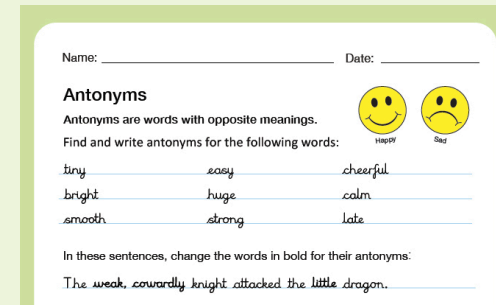 Name: ______ Date: ______
Antonyms
Antonyms are words with opposite meanings.
Happy Sad
Find and write antonyms for the following words:
tiny easy cheerful
bright huge calm
smooth strong late
In these sentences, change the words in bold for their antonyms:
The weak, cowardly knight attacked the little dragon.